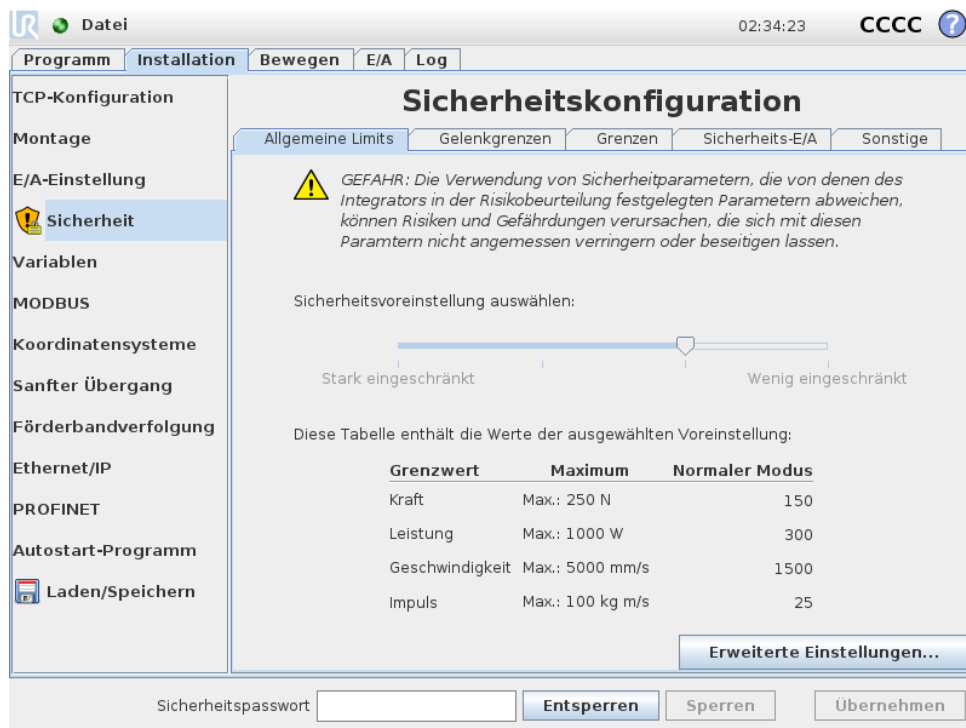 UR Datei 02:34:23 CCCC ?
Programm Installation Bewegen E/A Log
TCP-Konfiguration
Montage
E/A-Einstellung
Sicherheit
Variablen
MODBUS
Koordinatensysteme
Sanfter Übergang
Förderbandverfolgung
Ethernet/IP
PROFINET
Autostart-Programm
Laden/Speichern
Sicherheitskonfiguration
Allgemeine Limits Gelenkgrenzen Grenzen Sicherheits-E/A Sonstige
GEFAHR: Die Verwendung von Sicherheitparametern, die von denen des
Integrators in der Risikobeurteilung festgelegten Parametern abweichen,
können Risiken und Gefährdungen verursachen, die sich mit diesen
Paramtern nicht angemessen verringern oder beseitigen lassen.
Sicherheitsvoreinstellung auswählen:
Stark eingeschränkt Wenig eingeschränkt
Diese Tabelle enthält die Werte der ausgewählten Voreinstellung:
Grenzwert Maximum Normaler Modus
Kraft Max.: 250 N 150
Leistung Max.: 1000 W 300
Geschwindigkeit Max.: 5000 mm/s 1500
Impuls Max.: 100 kg m/s 25
Erweiterte Einstellungen...
Sicherheitspasswort Entsperren Sperren Übernehmen